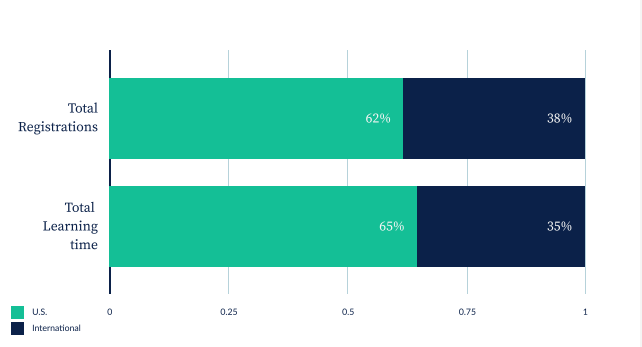 Total
Registrations
62%
38%
Total
Learning
time
65%
35%
0
0.25
0.5
0.75
1
U.S.
International